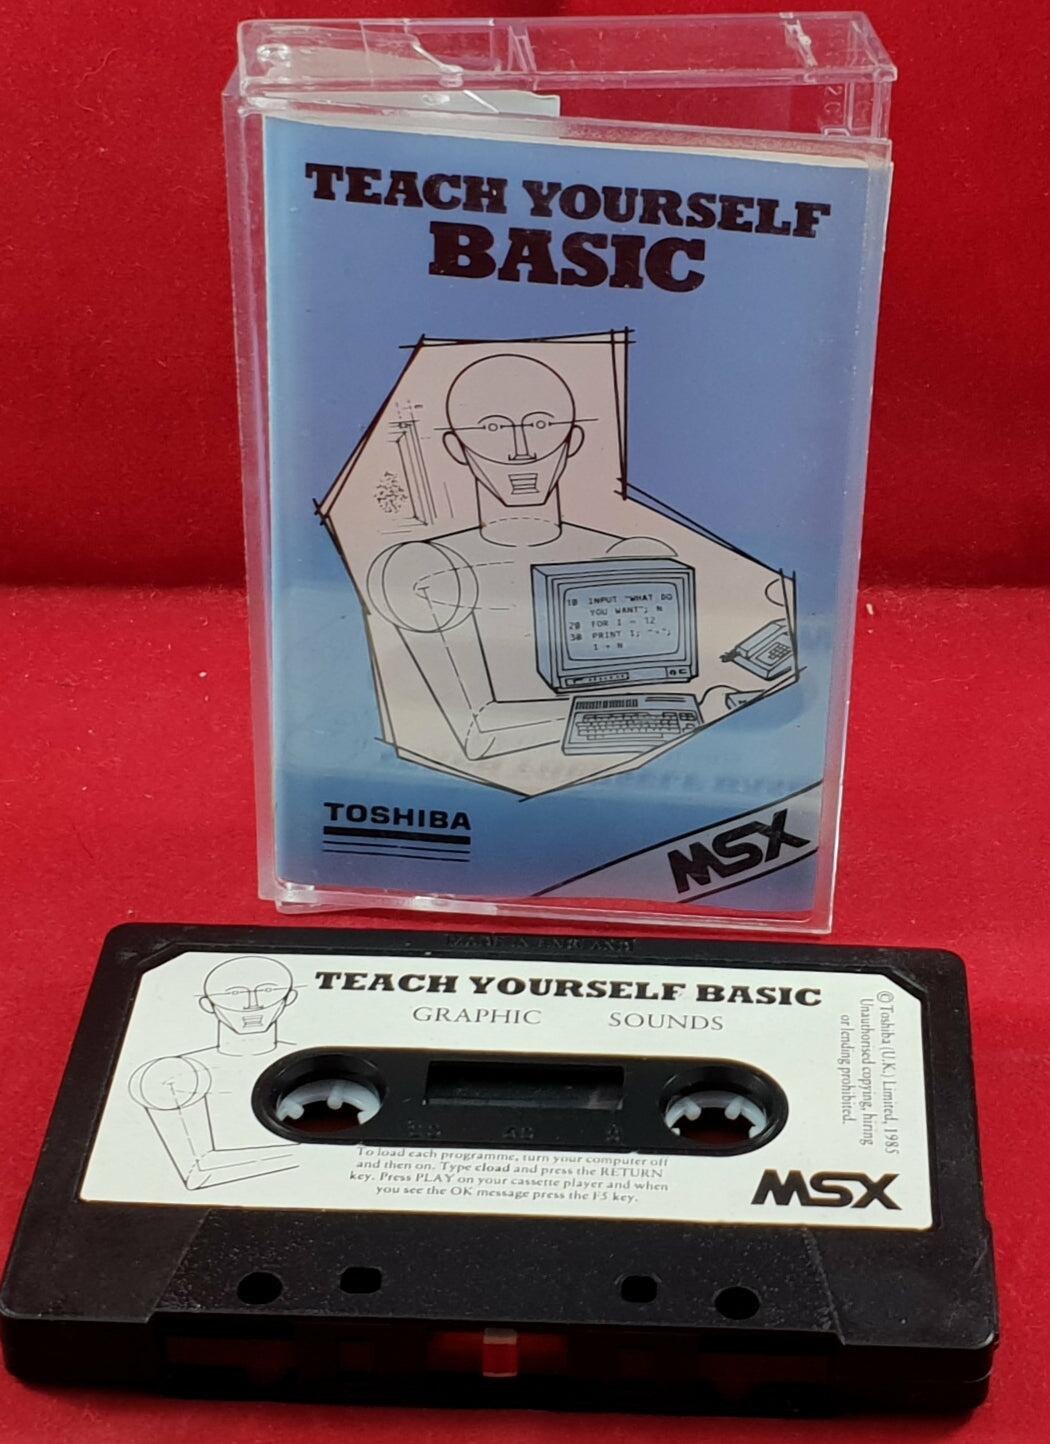 TEACH YOURSELF
BASIC
10 INPUT "WHAT DO
YOU WANT"; N
20 FOR I = 12
30 PRINT I; "*";
I * N
TOSHIBA
MSX
MADE IN ENGLAND
TEACH YOURSELF BASIC
GRAPHIC SOUNDS
© Toshiba (U.K.) Limited, 1985
Unauthorised copying, hiring
or lending prohibited.
To load each programme, turn your computer off
and then on. Type cload and press the RETURN
key. Press PLAY on your cassette player and when
you see the OK message press the F5 key.
MSX